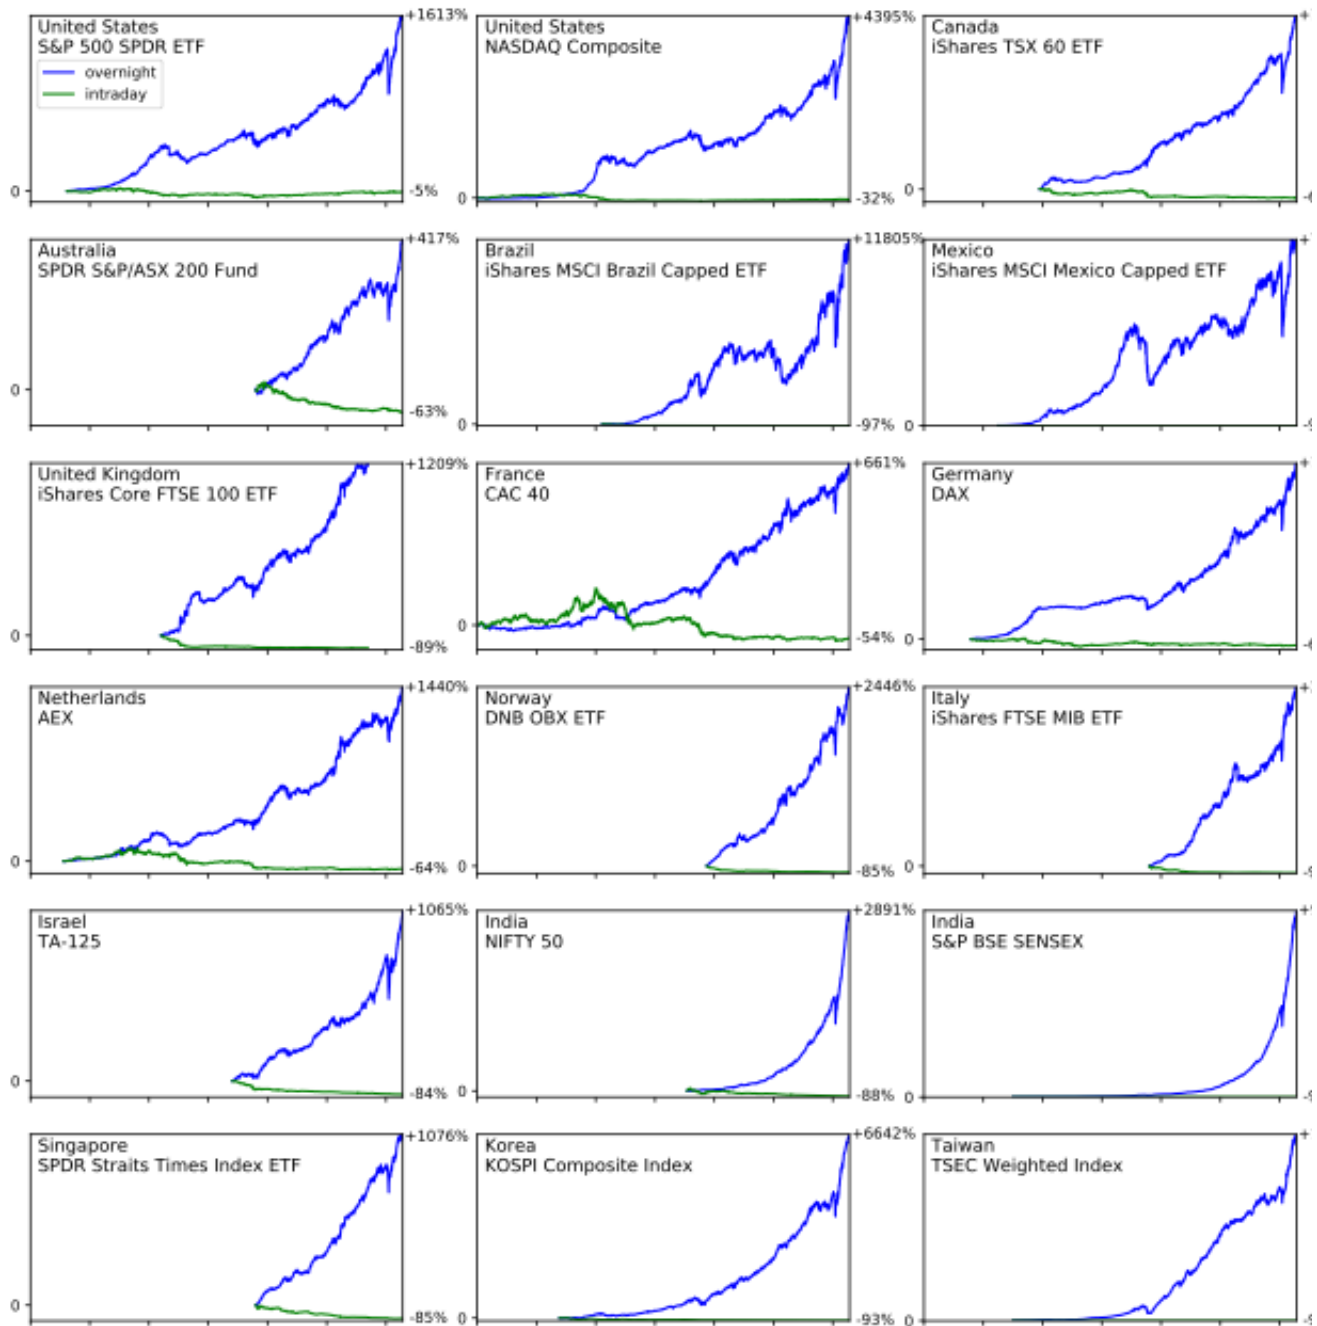 +1613%
United States
S&P 500 SPDR ETF
overnight
intraday
0
-5%
+4395%
United States
NASDAQ Composite
0
-32%
Canada
iShares TSX 60 ETF
0
+417%
Australia
SPDR S&P/ASX 200 Fund
0
-63%
+11805%
Brazil
iShares MSCI Brazil Capped ETF
0
-97%
Mexico
iShares MSCI Mexico Capped ETF
0
+1209%
United Kingdom
iShares Core FTSE 100 ETF
0
-89%
+661%
France
CAC 40
0
-54%
Germany
DAX
0
+1440%
Netherlands
AEX
0
-64%
+2446%
Norway
DNB OBX ETF
0
-85%
Italy
iShares FTSE MIB ETF
0
+1065%
Israel
TA-125
0
-84%
+2891%
India
NIFTY 50
0
-88%
India
S&P BSE SENSEX
0
+1076%
Singapore
SPDR Straits Times Index ETF
0
-85%
+6642%
Korea
KOSPI Composite Index
0
-93%
Taiwan
TSEC Weighted Index
0